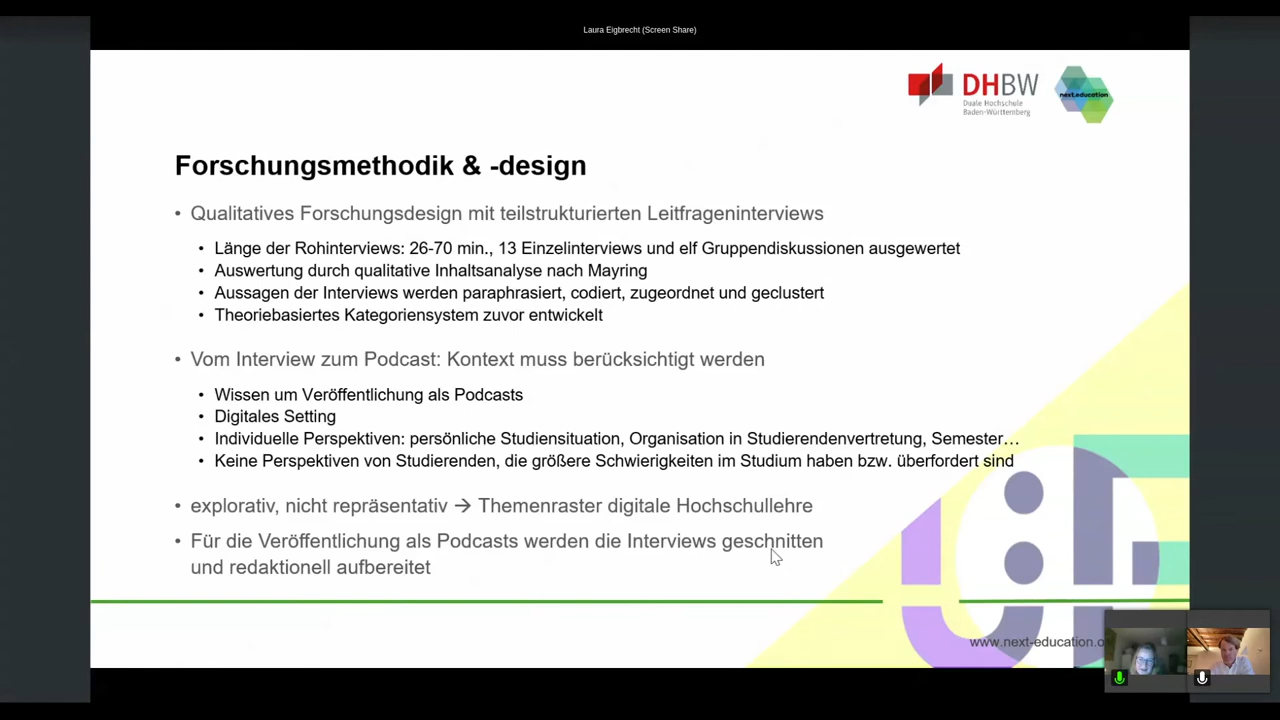 Laura Eigbrecht (Screen Share)
DHBW
Duale Hochschule
Baden-Württemberg
next.education
Forschungsmethodik & -design
• Qualitatives Forschungsdesign mit teilstrukturierten Leitfrageninterviews
• Länge der Rohinterviews: 26-70 min., 13 Einzelinterviews und elf Gruppendiskussionen ausgewertet
• Auswertung durch qualitative Inhaltsanalyse nach Mayring
• Aussagen der Interviews werden paraphrasiert, codiert, zugeordnet und geclustert
• Theoriebasiertes Kategoriensystem zuvor entwickelt
• Vom Interview zum Podcast: Kontext muss berücksichtigt werden
• Wissen um Veröffentlichung als Podcasts
• Digitales Setting
• Individuelle Perspektiven: persönliche Studiensituation, Organisation in Studierendenvertretung, Semester…
• Keine Perspektiven von Studierenden, die größere Schwierigkeiten im Studium haben bzw. überfordert sind
• explorativ, nicht repräsentativ → Themenraster digitale Hochschullehre
• Für die Veröffentlichung als Podcasts werden die Interviews geschnitten
und redaktionell aufbereitet
www.next-education.o